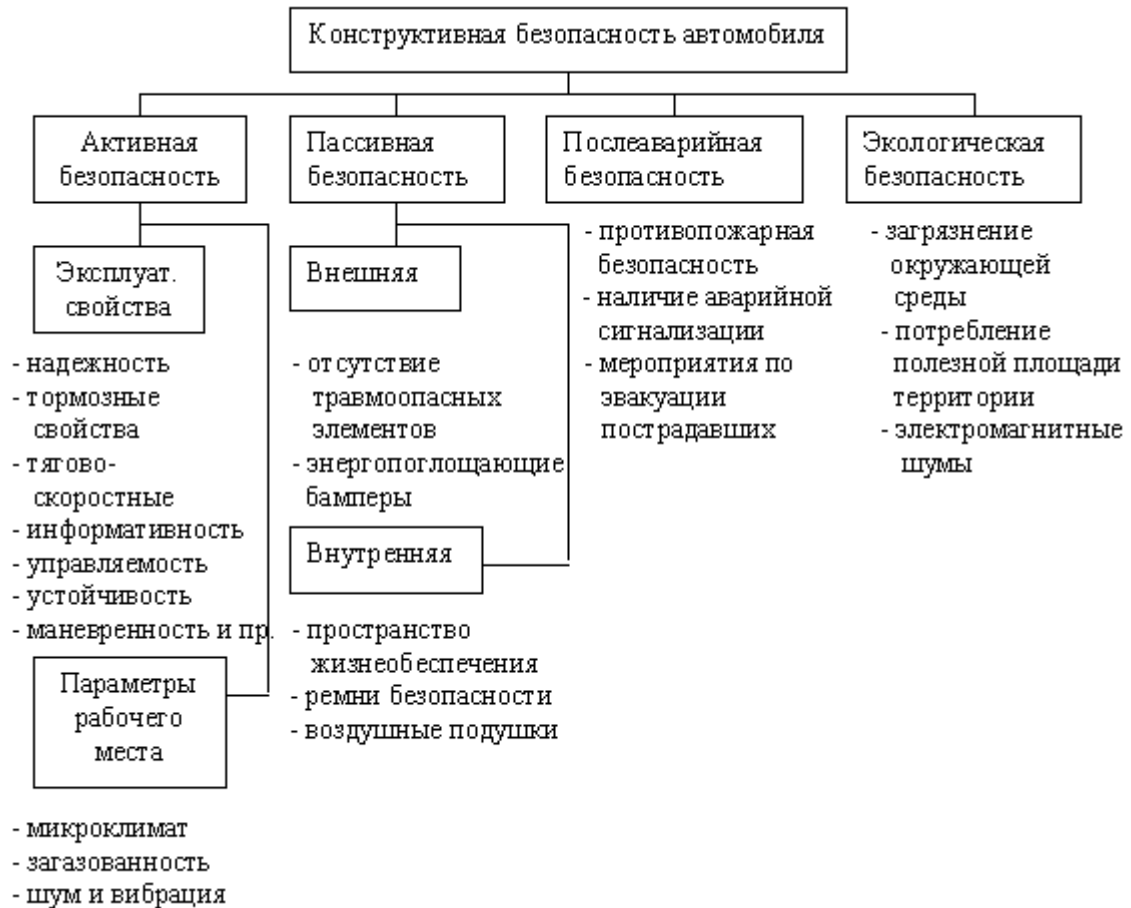 Конструктивная безопасность автомобиля
Активная
безопасность
Эксплуат.
свойства
- надежность
- тормозные
свойства
- тягово-
скоростные
- информативность
- управляемость
- устойчивость
- маневренность и пр.
Параметры
рабочего
места
- микроклимат
- загазованность
- шум и вибрация
Пассивная
безопасность
Внешняя
- отсутствие
травмоопасных
элементов
- энергопоглощающие
бамперы
Внутренняя
- пространство
жизнеобеспечения
- ремни безопасности
- воздушные подушки
Послеаварийная
безопасность
- противопожарная
безопасность
- наличие аварийной
сигнализации
- мероприятия по
эвакуации
пострадавших
Экологическая
безопасность
- загрязнение
окружающей
среды
- потребление
полезной площади
территории
- электромагнитные
шумы